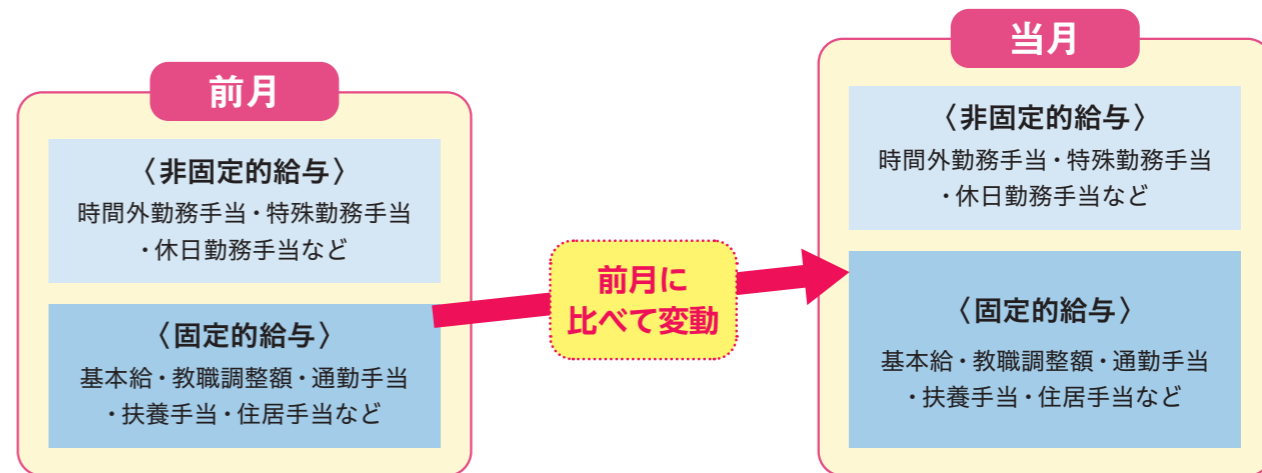 前月
〈非固定的給与〉
時間外勤務手当・特殊勤務手当
・休日勤務手当など
〈固定的給与〉
基本給・教職調整額・通勤手当
・扶養手当・住居手当など
前月に
比べて変動
当月
〈非固定的給与〉
時間外勤務手当・特殊勤務手当
・休日勤務手当など
〈固定的給与〉
基本給・教職調整額・通勤手当
・扶養手当・住居手当など